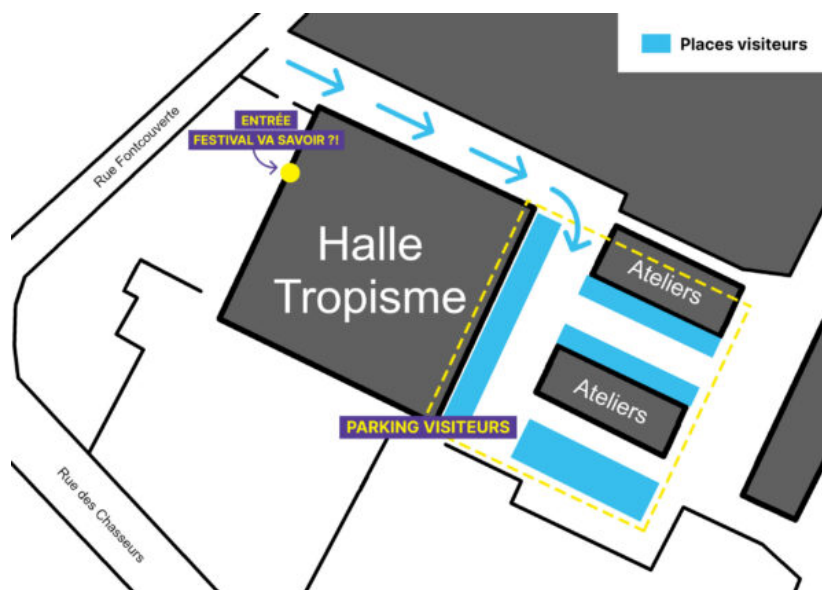 Places visiteurs
ENTRÉE
FESTIVAL VA SAVOIR ?!
Rue Fontcouverte
Halle
Tropisme
Ateliers
Ateliers
PARKING VISITEURS
Rue des Chasseurs